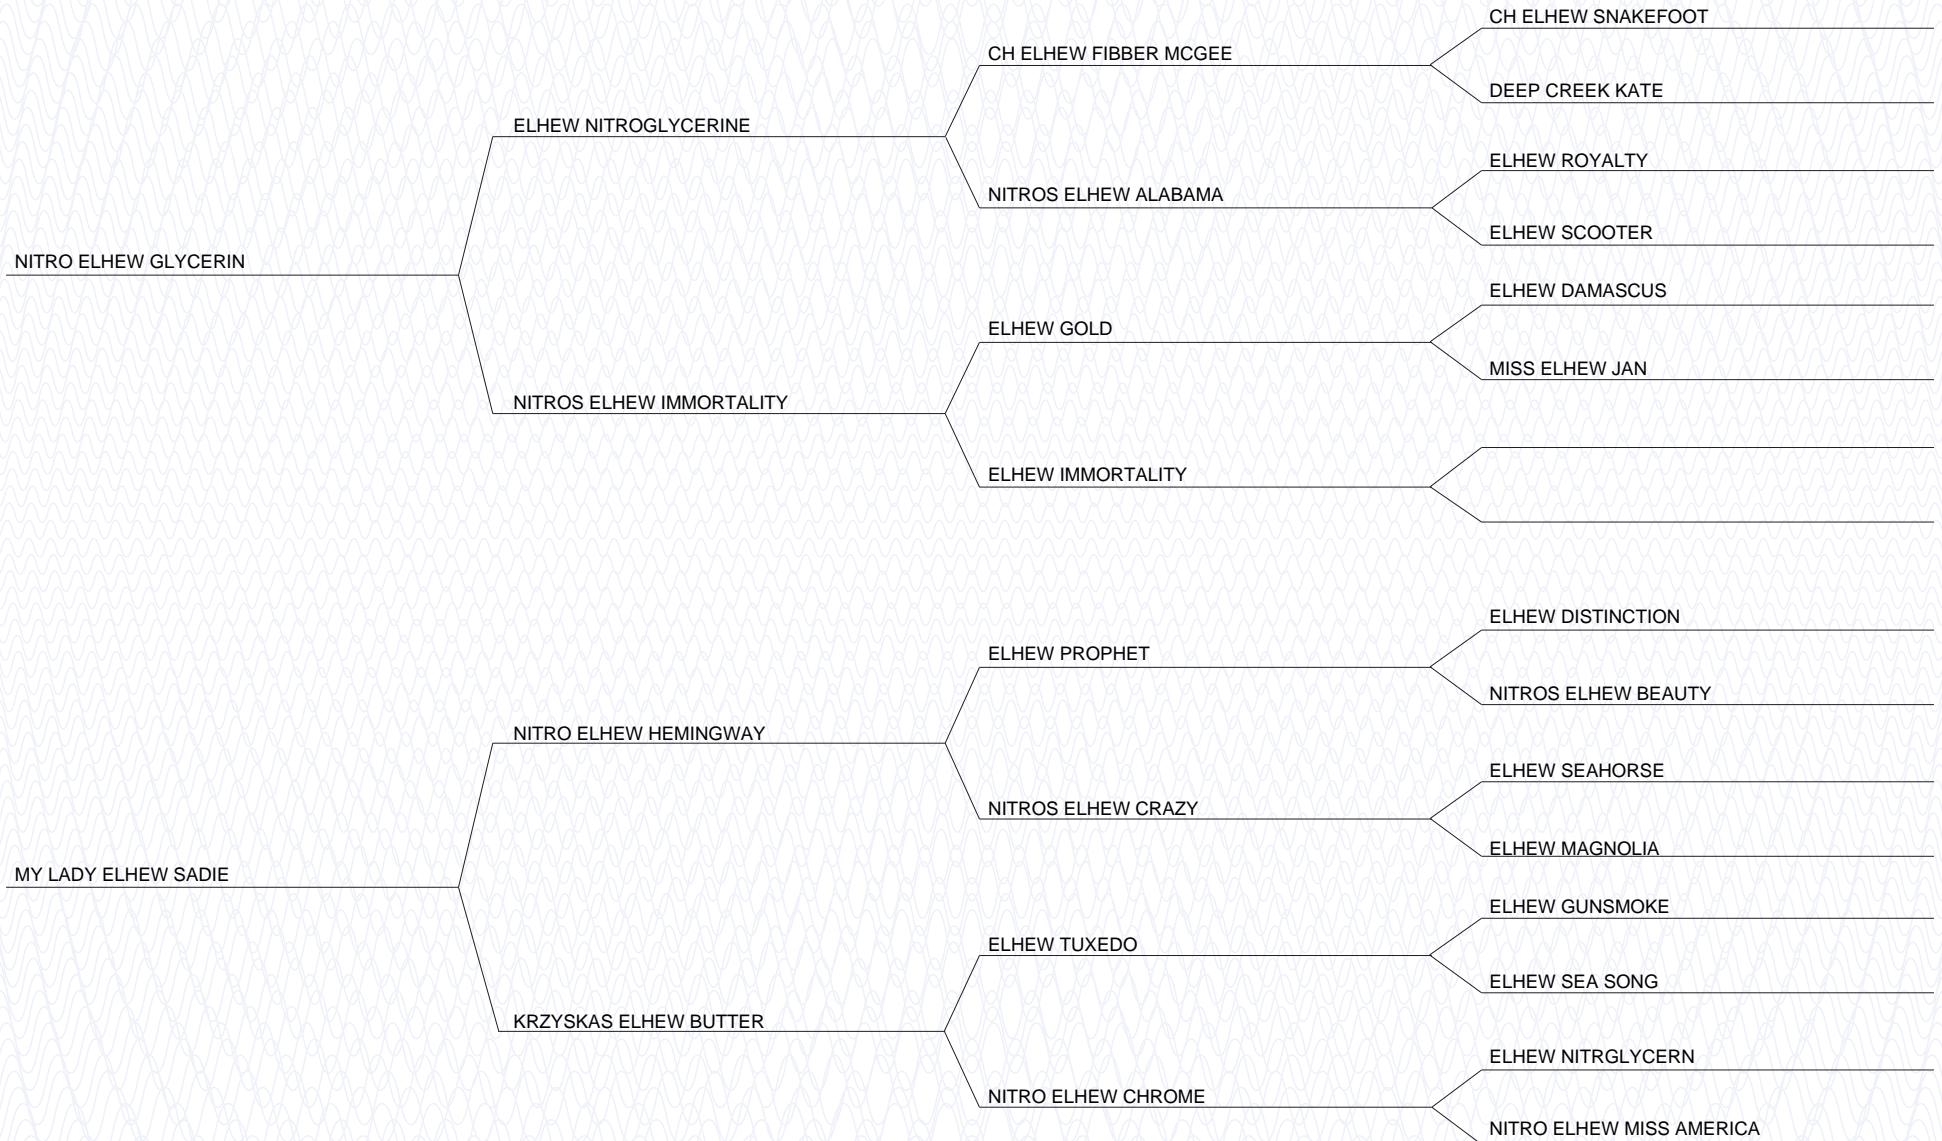 CH ELHEW SNAKEFOOT
CH ELHEW FIBBER MCGEE
DEEP CREEK KATE
ELHEW NITROGLYCERINE
ELHEW ROYALTY
NITROS ELHEW ALABAMA
ELHEW SCOOTER
NITRO ELHEW GLYCERIN
ELHEW DAMASCUS
ELHEW GOLD
MISS ELHEW JAN
NITROS ELHEW IMMORTALITY
ELHEW IMMORTALITY
ELHEW DISTINCTION
ELHEW PROPHET
NITROS ELHEW BEAUTY
NITRO ELHEW HEMINGWAY
ELHEW SEAHORSE
NITROS ELHEW CRAZY
ELHEW MAGNOLIA
MY LADY ELHEW SADIE
ELHEW GUNSMOKE
ELHEW TUXEDO
ELHEW SEA SONG
KRZYSKAS ELHEW BUTTER
ELHEW NITRGLYCERN
NITRO ELHEW CHROME
NITRO ELHEW MISS AMERICA